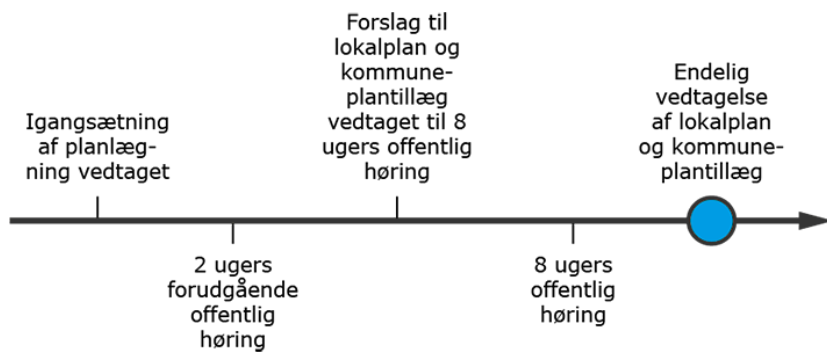 Igangsætning
af planlæg-
ning vedtaget
2 ugers
forudgående
offentlig
høring
Forslag til
lokalplan og
kommune-
plantillæg
vedtaget til 8
ugers offentlig
høring
8 ugers
offentlig
høring
Endelig
vedtagelse
af lokalplan
og kommune-
plantillæg